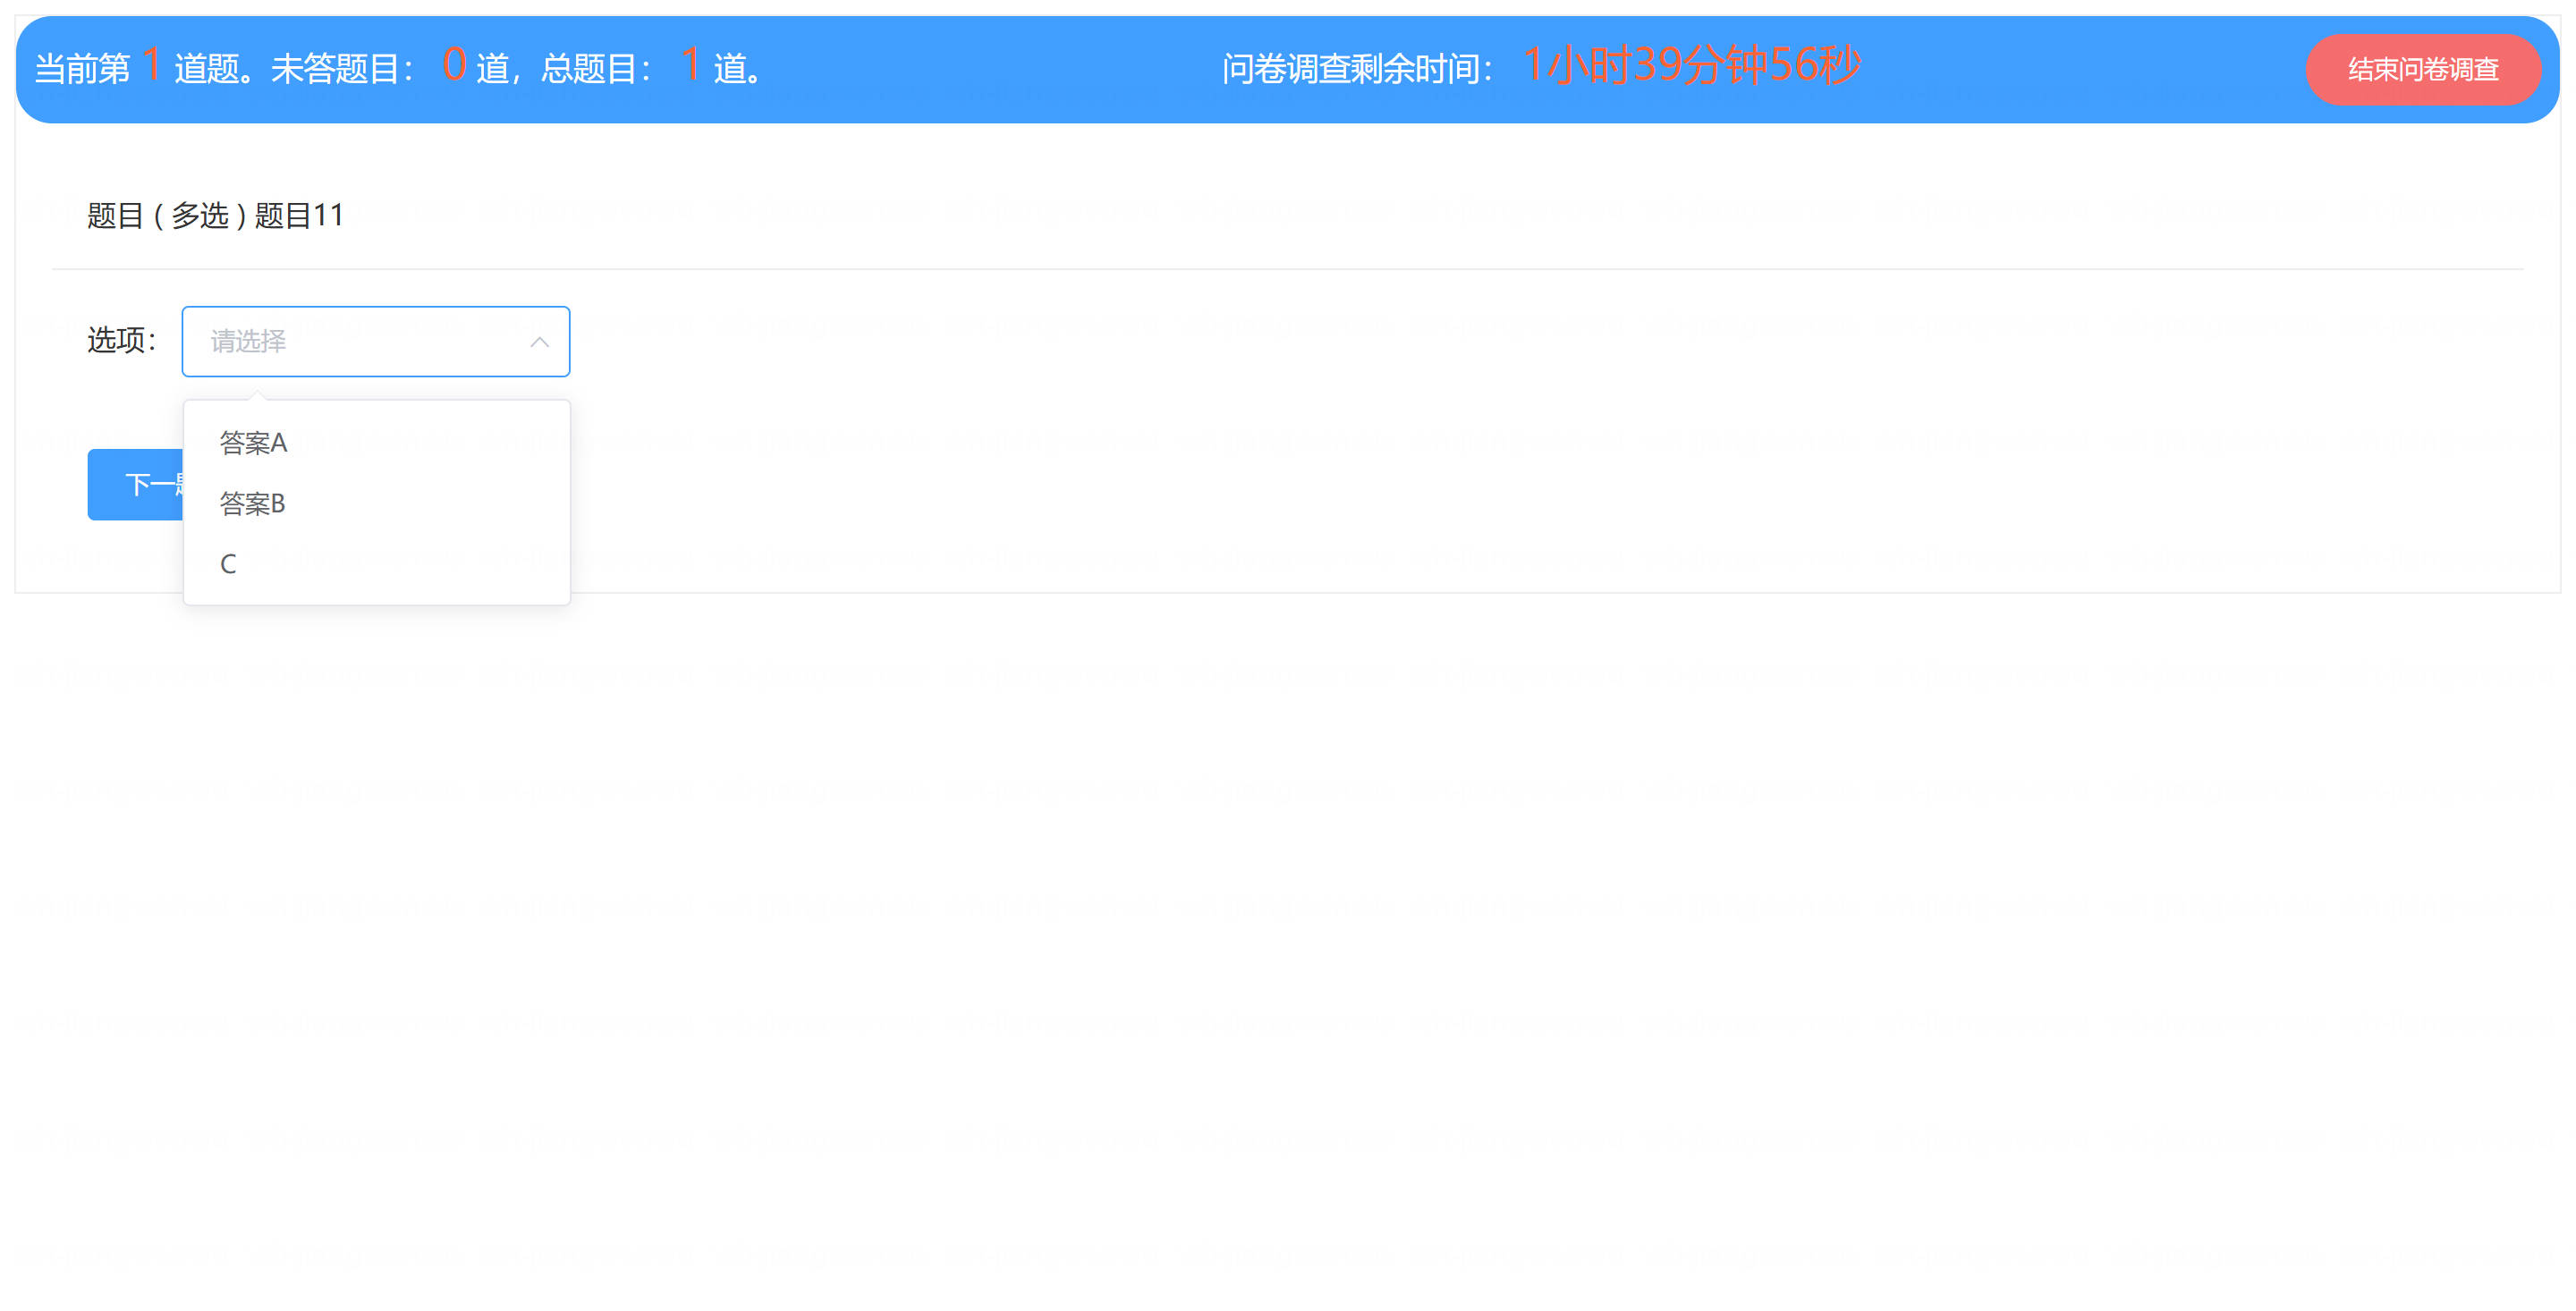 当前第 1 道题。未答题目： 0 道，总题目： 1 道。
问卷调查剩余时间： 1小时39分钟56秒
结束问卷调查
题目 ( 多选 ) 题目11
选项：
请选择
答案A
下一
答案B
C